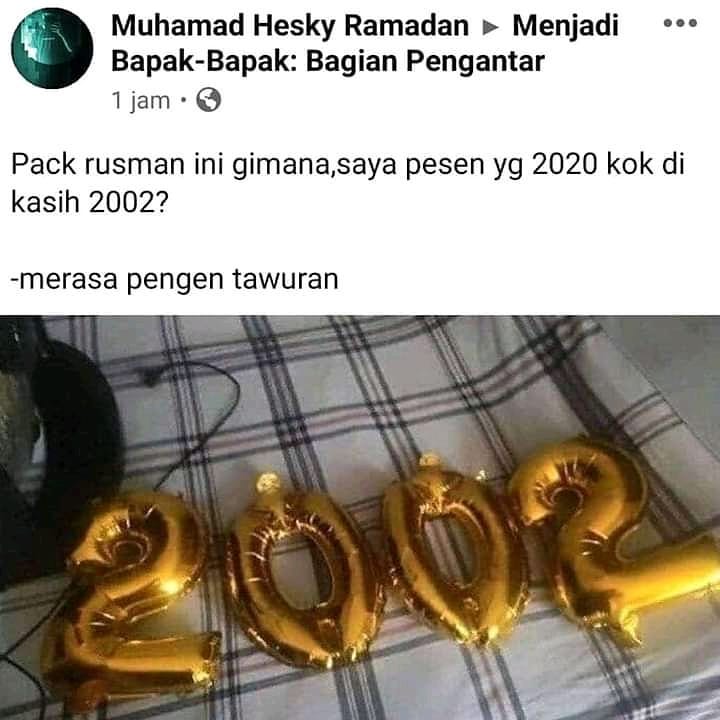 Muhamad Hesky Ramadan ▸ Menjadi
Bapak-Bapak: Bagian Pengantar
1 jam •
Pack rusman ini gimana,saya pesen yg 2020 kok di
kasih 2002?
-merasa pengen tawuran
2002